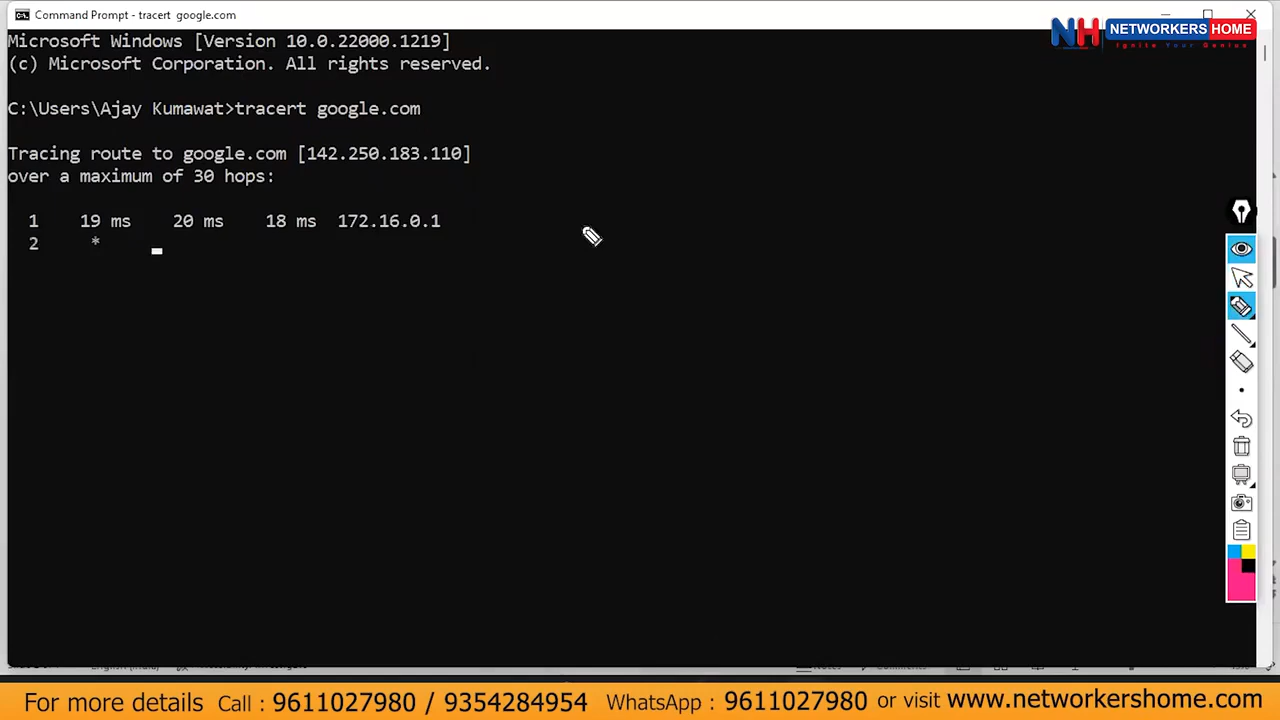 Command Prompt - tracert  google.com
NH NETWORKERS HOME
Ignite Your Genius
Microsoft Windows [Version 10.0.22000.1219]
(c) Microsoft Corporation. All rights reserved.
C:\Users\Ajay Kumawat>tracert google.com
Tracing route to google.com [142.250.183.110]
over a maximum of 30 hops:
1 19 ms 20 ms 18 ms 172.16.0.1
2 *
For more details Call : 9611027980 / 9354284954 WhatsApp : 9611027980 or visit www.networkershome.com